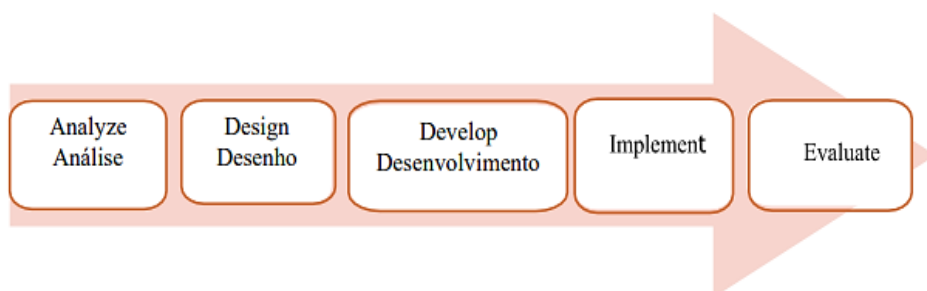 Analyze
Análise
Design
Desenho
Develop
Desenvolvimento
Implement
Evaluate